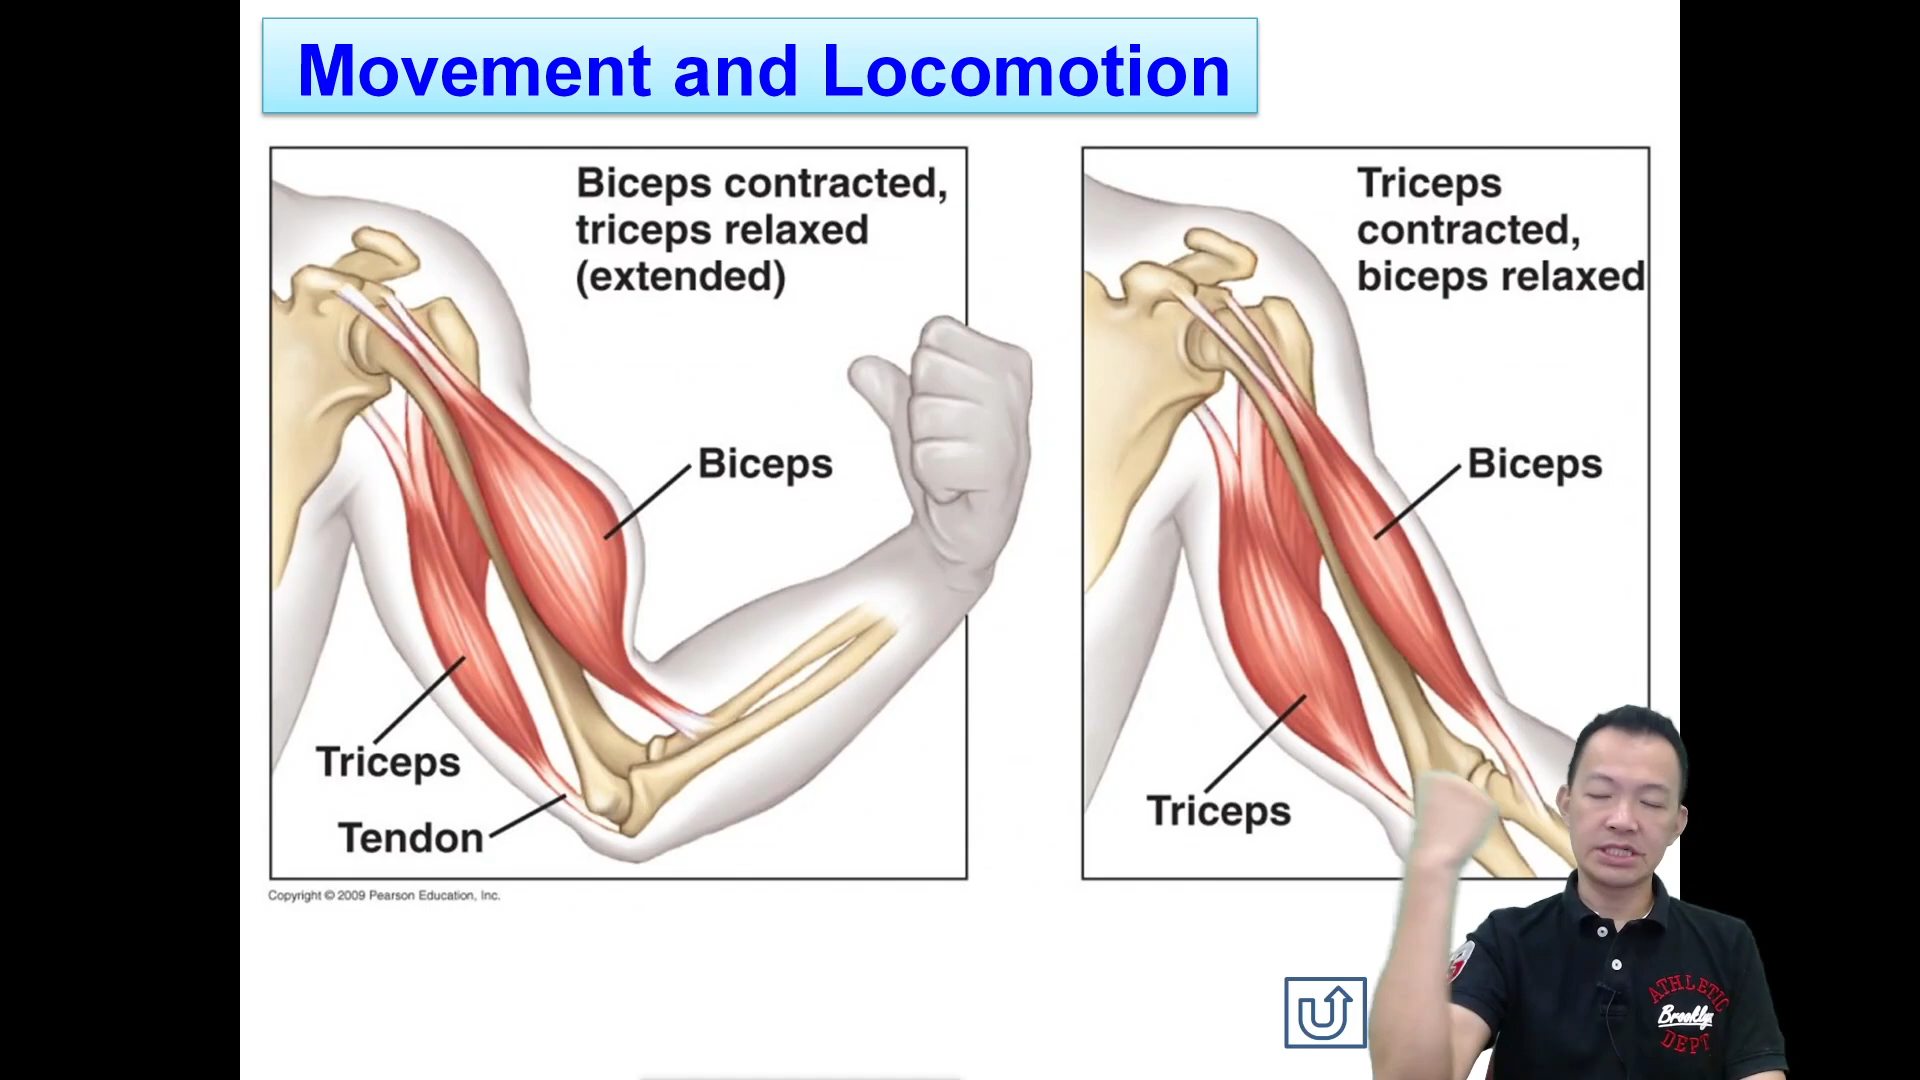 Movement and Locomotion
Biceps contracted,
triceps relaxed
(extended)
Biceps
Triceps
Tendon
Copyright © 2009 Pearson Education, Inc.
Triceps
contracted,
biceps relaxed
Biceps
Triceps
ATHLETIC
Brooklyn
DEPT